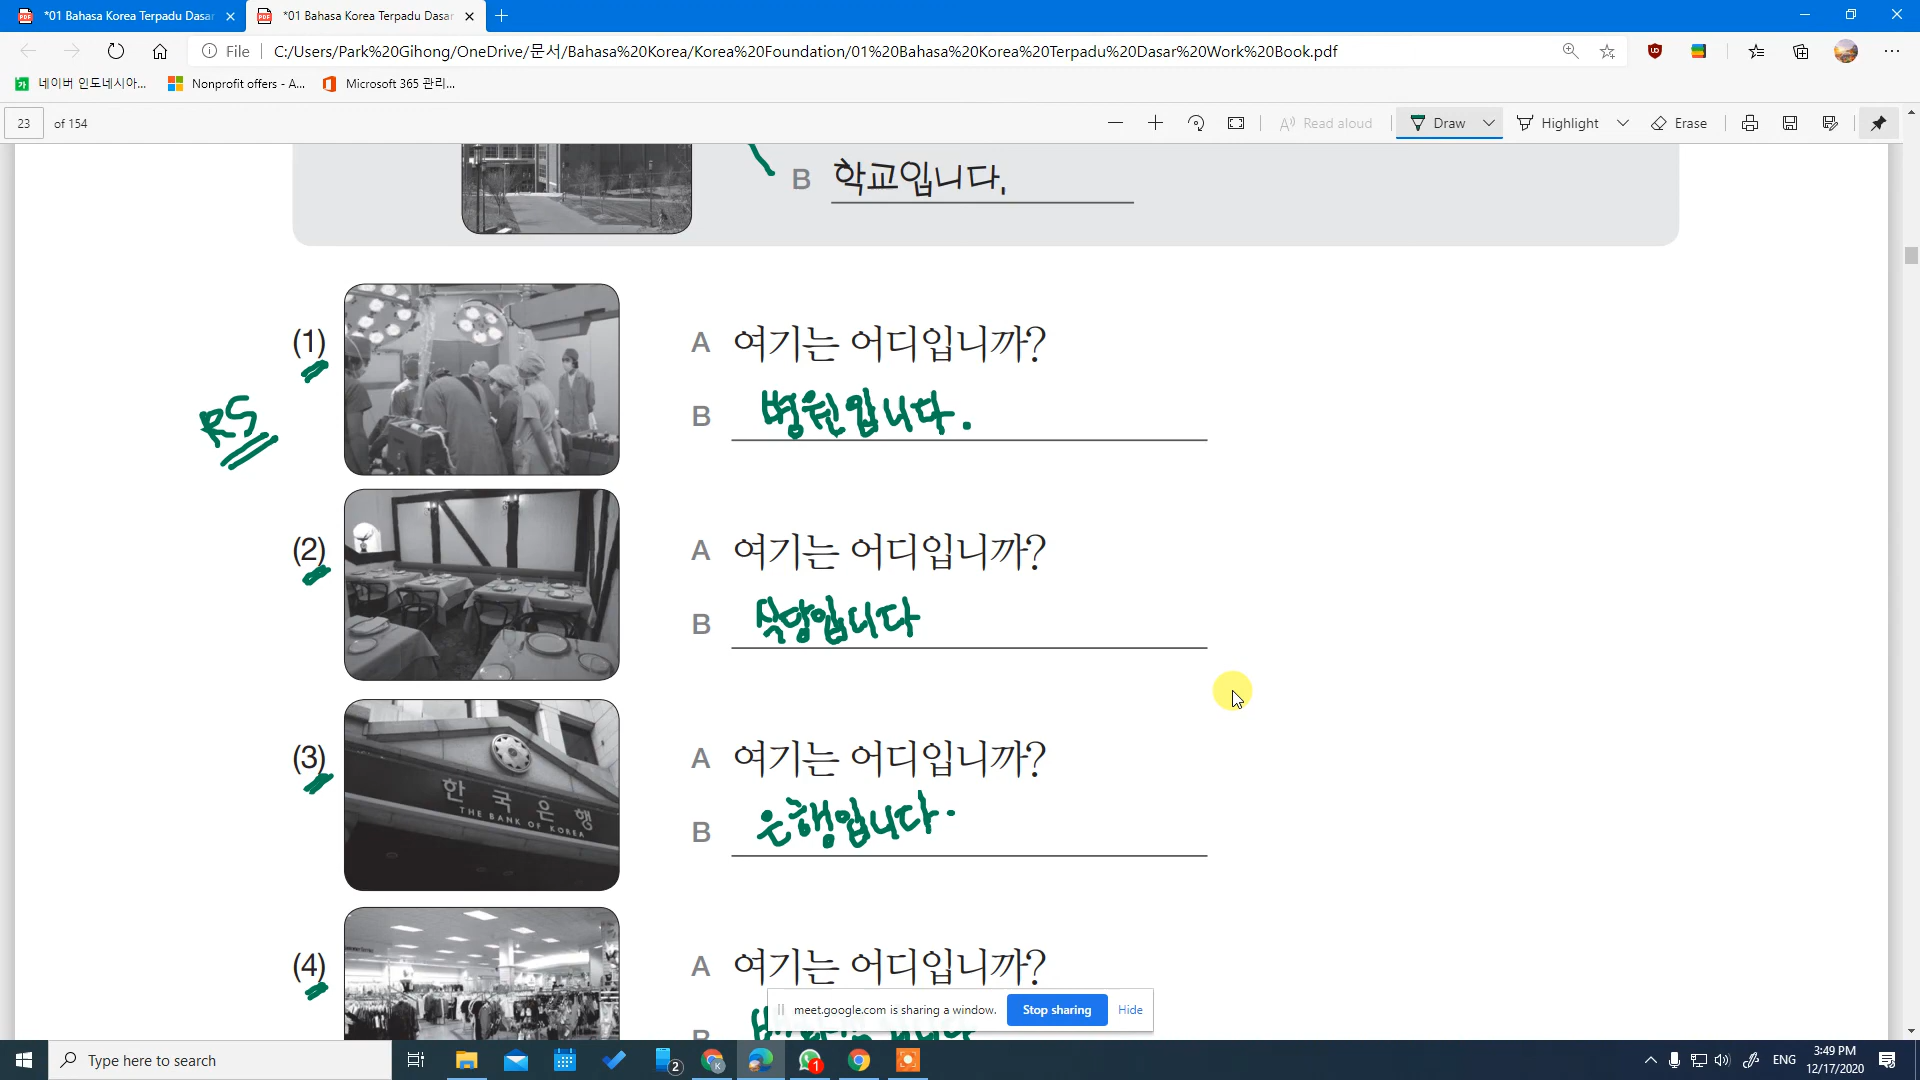 *01 Bahasa Korea Terpadu Dasar
*01 Bahasa Korea Terpadu Dasar
File C:/Users/Park%20Gihong/OneDrive/문서/Bahasa%20Korea/Korea%20Foundation/01%20Bahasa%20Korea%20Terpadu%20Dasar%20Work%20Book.pdf
네이버 인도네시아... Nonprofit offers - A... Microsoft 365 관리...
23 of 154 Read aloud Draw Highlight Erase
B 학교입니다.
(1) A 여기는 어디입니까?
RS
B 병원입니다.
(2) A 여기는 어디입니까?
B 식당입니다
(3) A 여기는 어디입니까?
한국은행
THE BANK OF KOREA
B 은행입니다.
(4) A 여기는 어디입니까?
B
meet.google.com is sharing a window. Stop sharing Hide
Type here to search
2
K
1
ENG
3:49 PM
12/17/2020